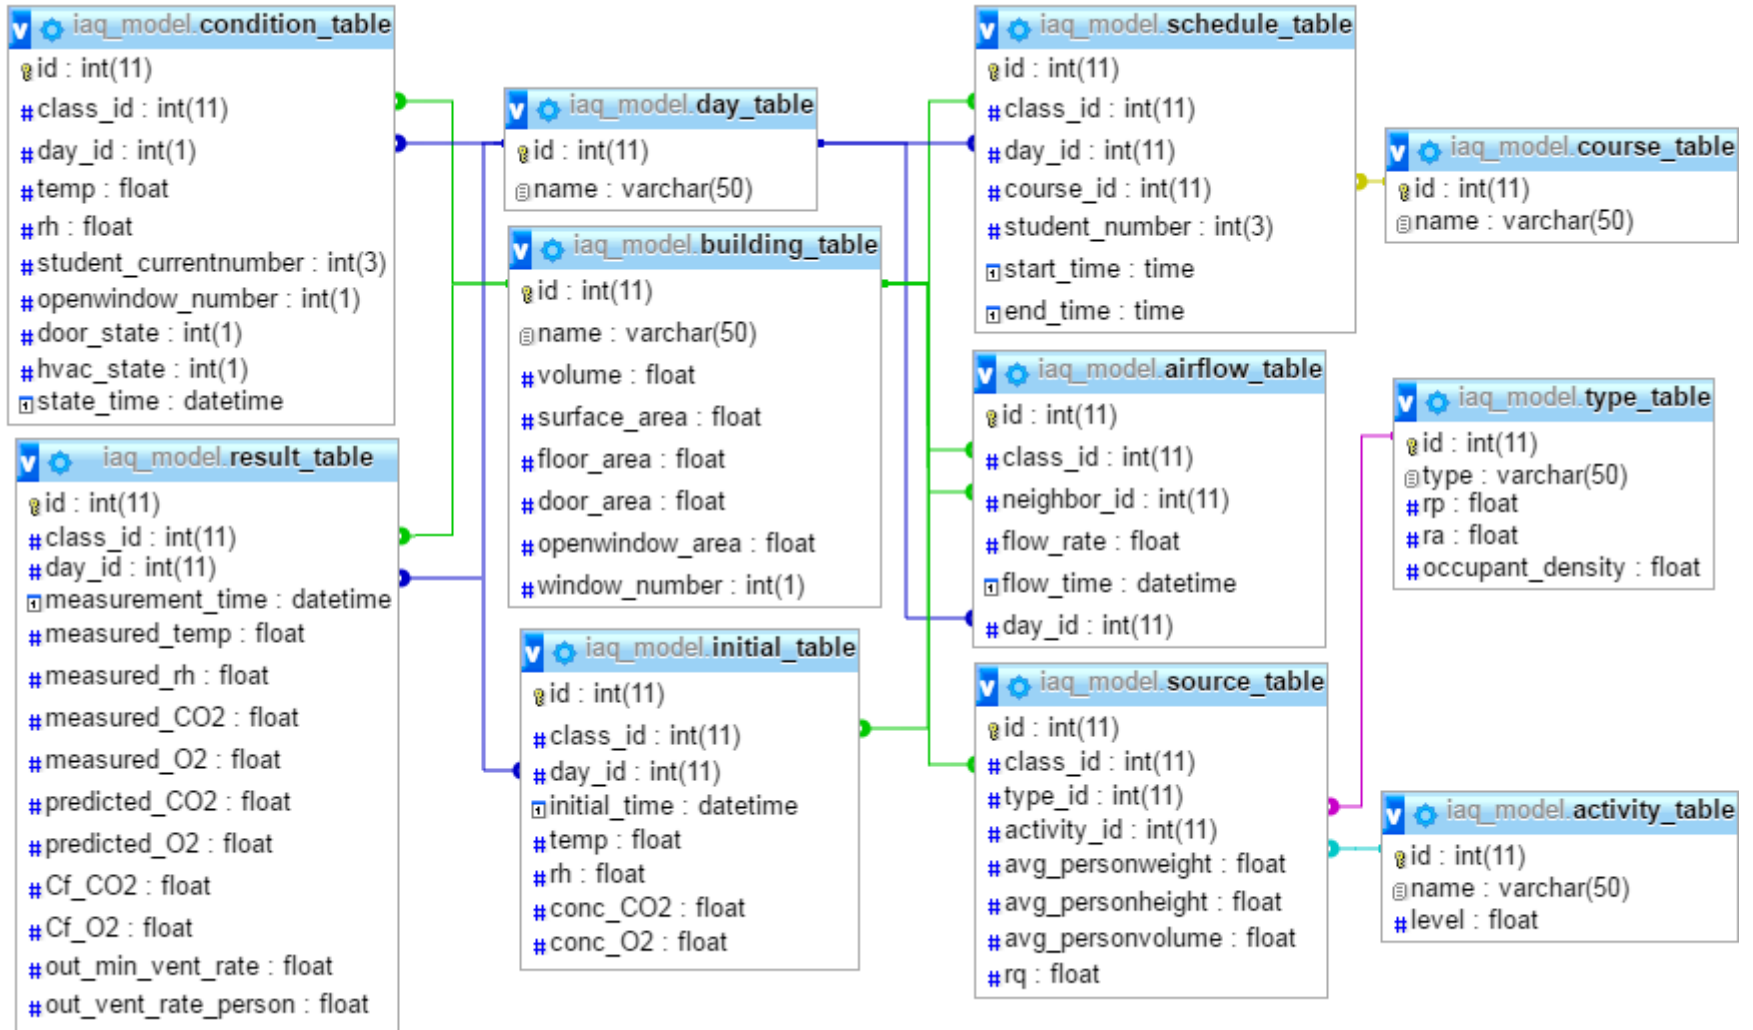 iaq_model.condition_table
id : int(11)
class_id : int(11)
day_id : int(1)
temp : float
rh : float
student_currentnumber : int(3)
openwindow_number : int(1)
door_state : int(1)
hvac_state : int(1)
state_time : datetime
iaq_model.result_table
id : int(11)
class_id : int(11)
day_id : int(11)
measurement_time : datetime
measured_temp : float
measured_rh : float
measured_CO2 : float
measured_O2 : float
predicted_CO2 : float
predicted_O2 : float
Cf_CO2 : float
Cf_O2 : float
out_min_vent_rate : float
out_vent_rate_person : float
iaq_model.day_table
id : int(11)
name : varchar(50)
iaq_model.building_table
id : int(11)
name : varchar(50)
volume : float
surface_area : float
floor_area : float
door_area : float
openwindow_area : float
window_number : int(1)
iaq_model.initial_table
id : int(11)
class_id : int(11)
day_id : int(11)
initial_time : datetime
temp : float
rh : float
conc_CO2 : float
conc_O2 : float
iaq_model.schedule_table
id : int(11)
class_id : int(11)
day_id : int(11)
course_id : int(11)
student_number : int(3)
start_time : time
end_time : time
iaq_model.airflow_table
id : int(11)
class_id : int(11)
neighbor_id : int(11)
flow_rate : float
flow_time : datetime
day_id : int(11)
iaq_model.source_table
id : int(11)
class_id : int(11)
type_id : int(11)
activity_id : int(11)
avg_personweight : float
avg_personheight : float
avg_personvolume : float
rq : float
iaq_model.course_table
id : int(11)
name : varchar(50)
iaq_model.type_table
id : int(11)
type : varchar(50)
rp : float
ra : float
occupant_density : float
iaq_model.activity_table
id : int(11)
name : varchar(50)
level : float